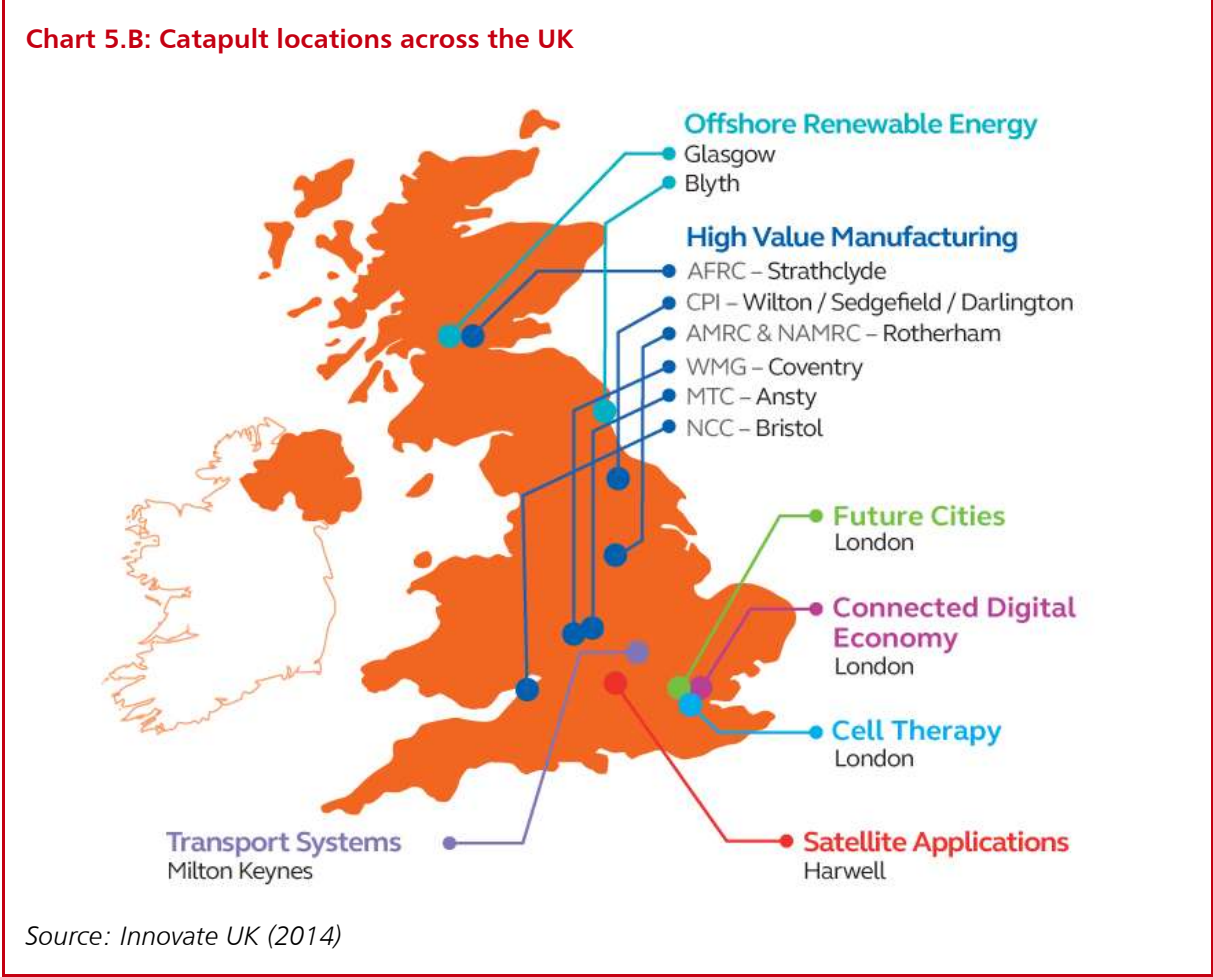 Chart 5.B: Catapult locations across the UK
Offshore Renewable Energy
Glasgow
Blyth
High Value Manufacturing
AFRC – Strathclyde
CPI – Wilton / Sedgefield / Darlington
AMRC & NAMRC – Rotherham
WMG – Coventry
MTC – Ansty
NCC – Bristol
Future Cities
London
Connected Digital
Economy
London
Cell Therapy
London
Transport Systems
Milton Keynes
Satellite Applications
Harwell
Source: Innovate UK (2014)